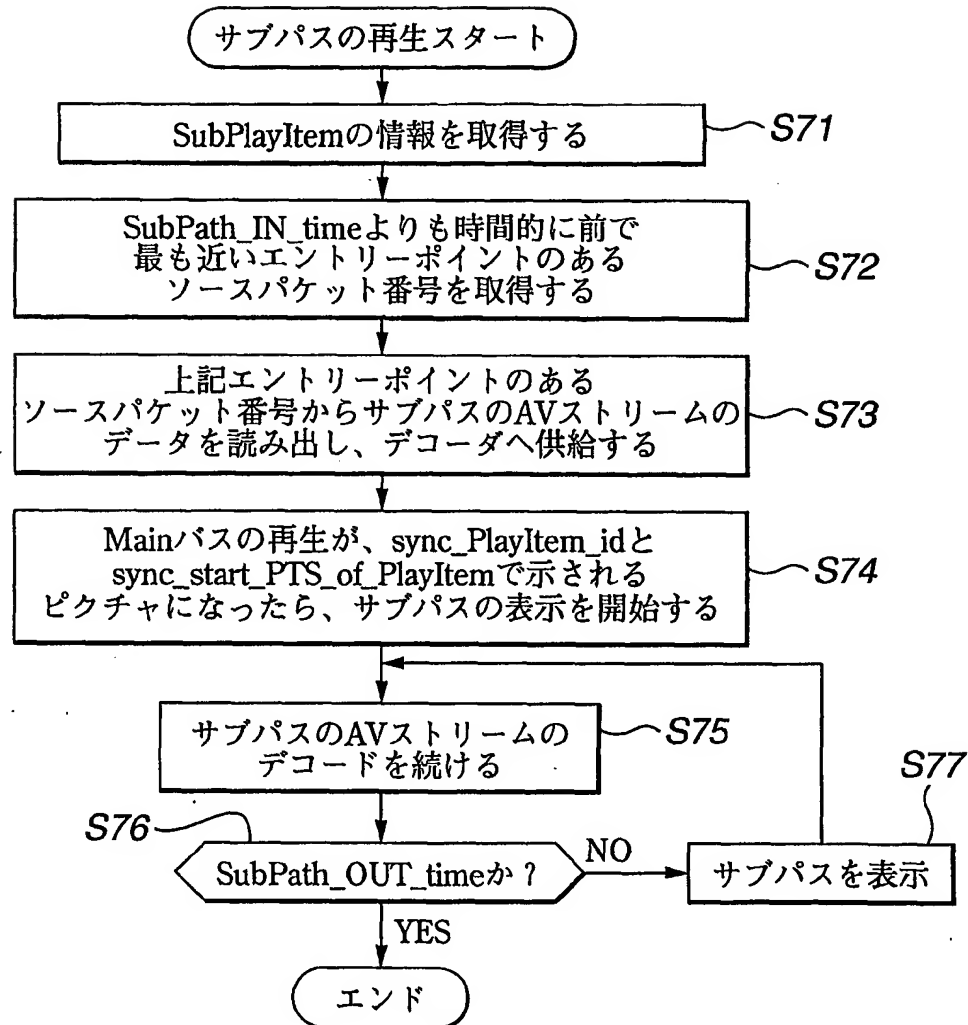 サブパスの再生スタート
SubPlayItemの情報を取得する
S71
SubPath_IN_timeよりも時間的に前で
最も近いエントリーポイントのある
ソースパケット番号を取得する
S72
上記エントリーポイントのある
ソースパケット番号からサブパスのAVストリームの
データを読み出し、デコーダへ供給する
S73
Mainパスの再生が、sync_PlayItem_idと
sync_start_PTS_of_PlayItemで示される
ピクチャになったら、サブパスの表示を開始する
S74
サブパスのAVストリームの
デコードを続ける
S75
S76
SubPath_OUT_timeか？
NO
S77
サブパスを表示
YES
エンド